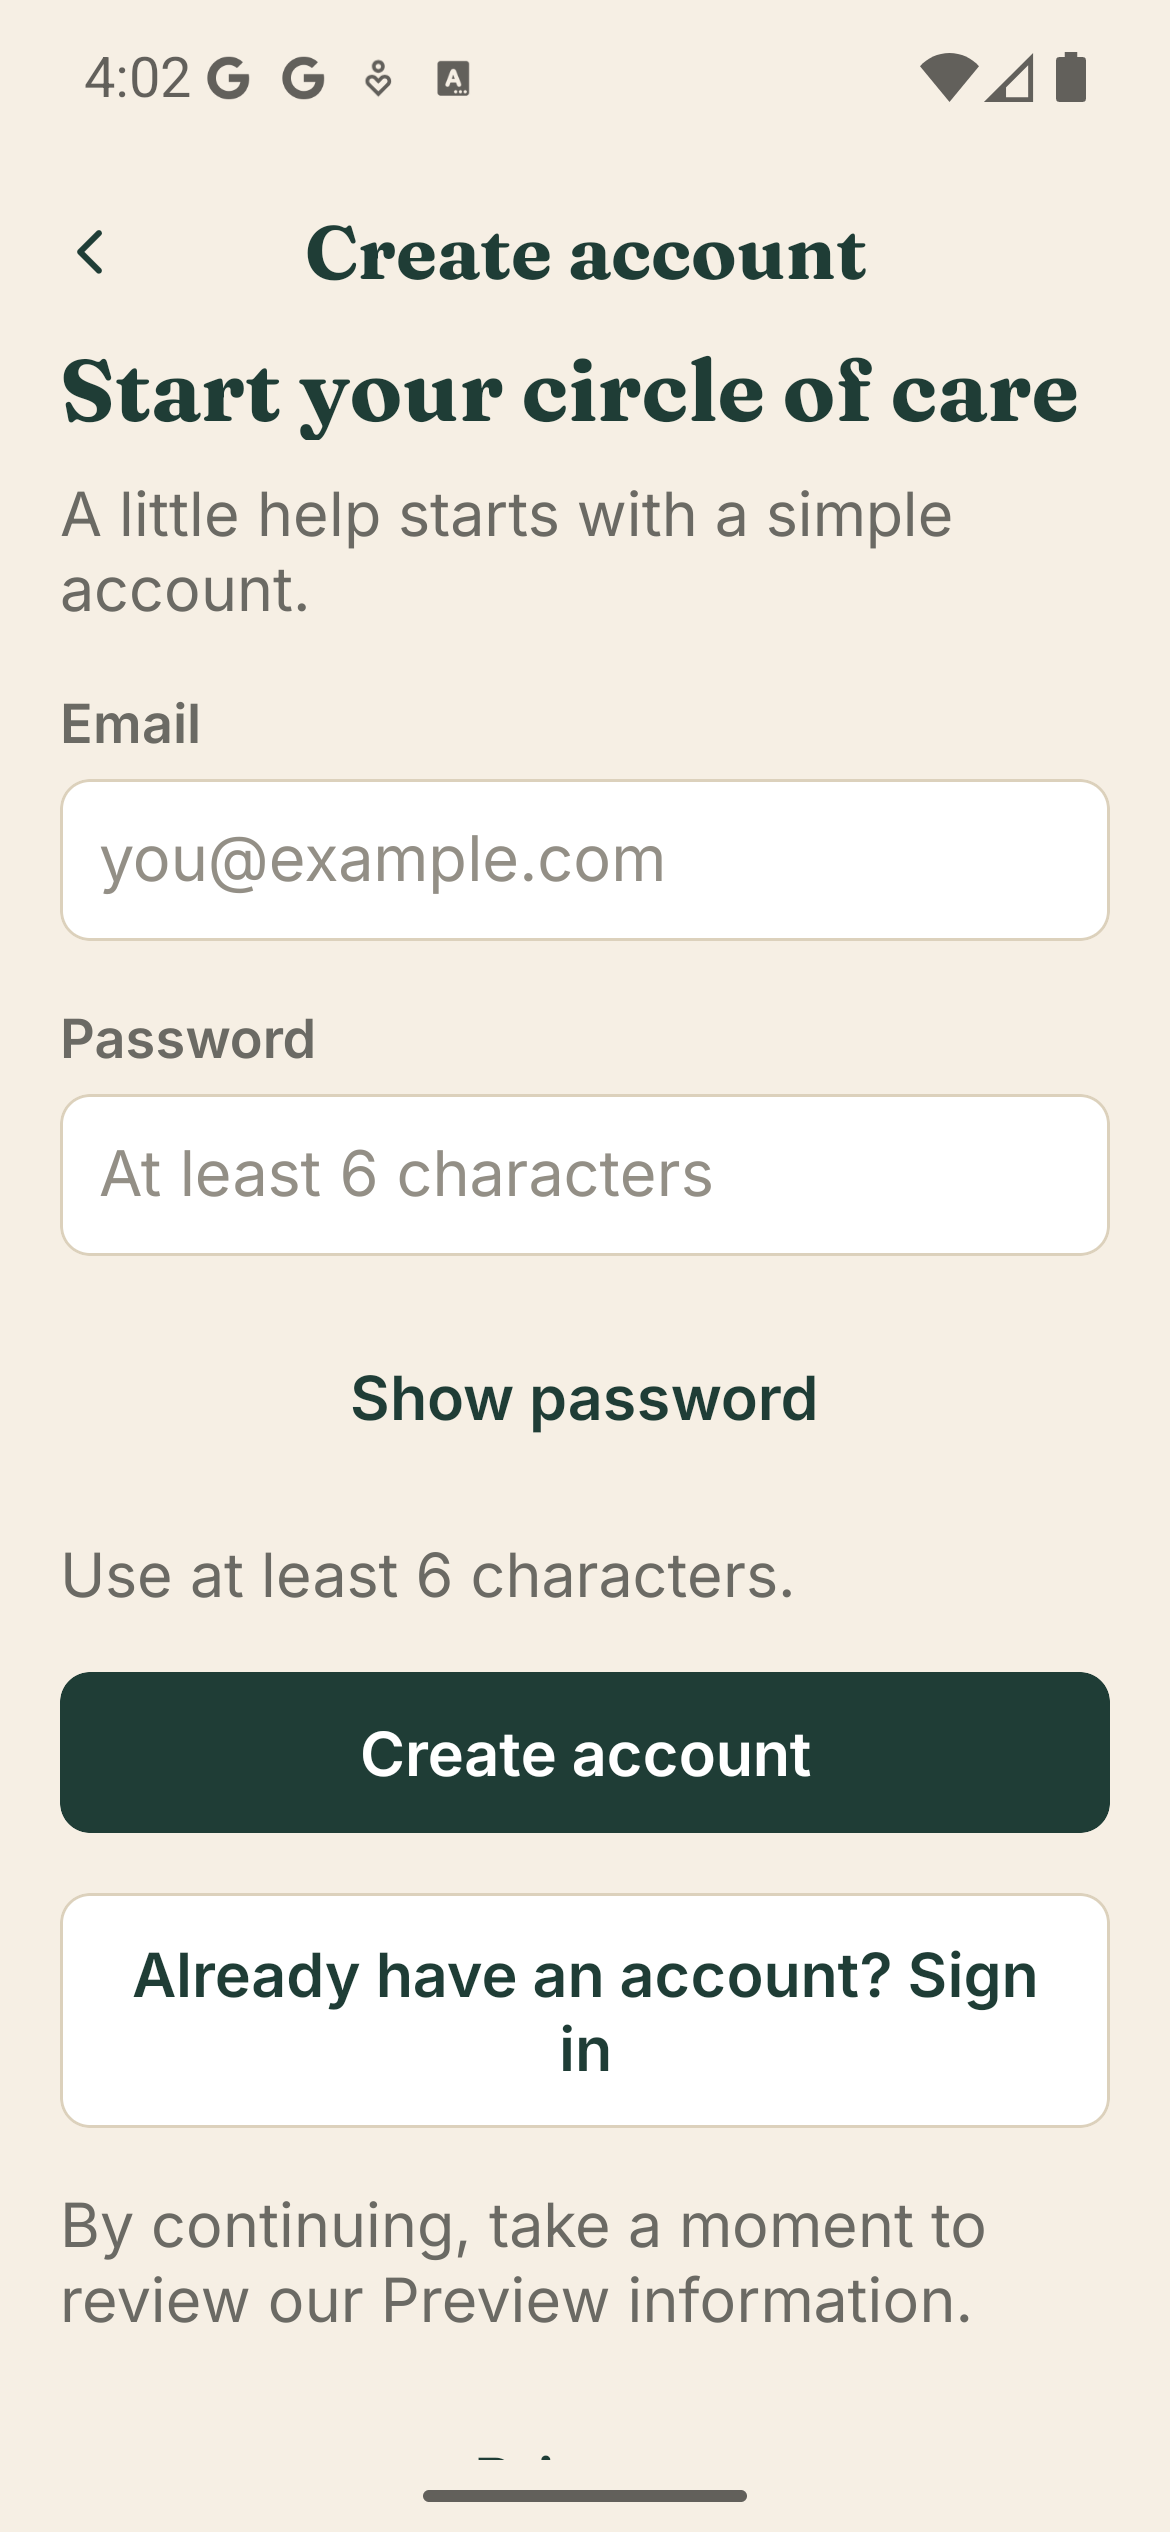 4:02
Create account
Start your circle of care
A little help starts with a simple
account.
Email
you@example.com
Password
At least 6 characters
Show password
Use at least 6 characters.
Create account
Already have an account? Sign
in
By continuing, take a moment to
review our Preview information.